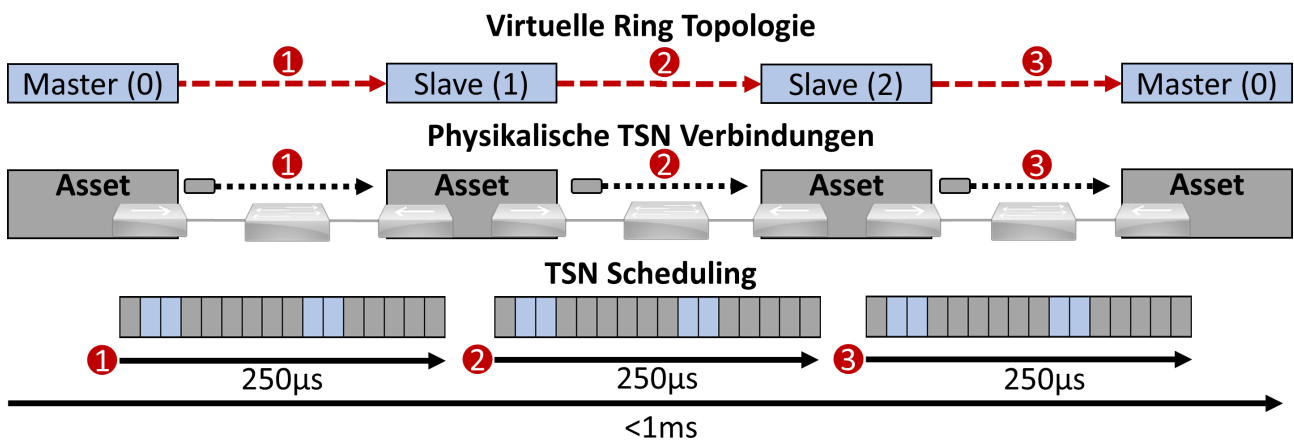 Virtuelle Ring Topologie
1 2 3
Master (0) Slave (1) Slave (2) Master (0)
Physikalische TSN Verbindungen
1 2 3
Asset Asset Asset Asset
TSN Scheduling
1 2 3
250µs 250µs 250µs
<1ms